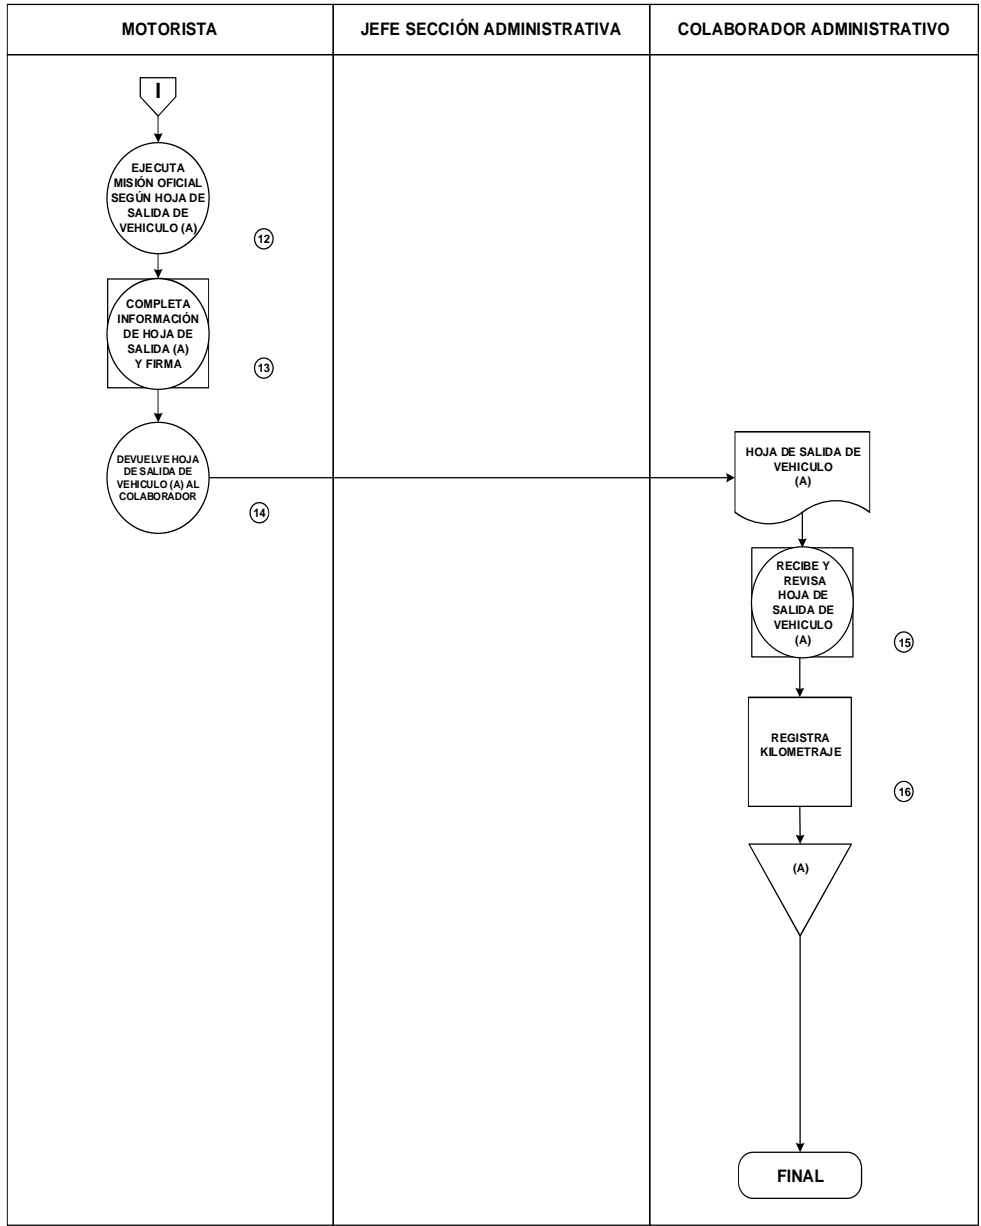 MOTORISTA
JEFE SECCIÓN ADMINISTRATIVA
COLABORADOR ADMINISTRATIVO
I
EJECUTA
MISIÓN OFICIAL
SEGÚN HOJA DE
SALIDA DE
VEHICULO (A)
12
COMPLETA
INFORMACIÓN
DE HOJA DE
SALIDA (A)
Y FIRMA
13
DEVUELVE HOJA
DE SALIDA DE
VEHICULO (A) AL
COLABORADOR
14
HOJA DE SALIDA DE
VEHICULO
(A)
RECIBE Y
REVISA
HOJA DE
SALIDA DE
VEHICULO
(A)
15
REGISTRA
KILOMETRAJE
16
(A)
FINAL